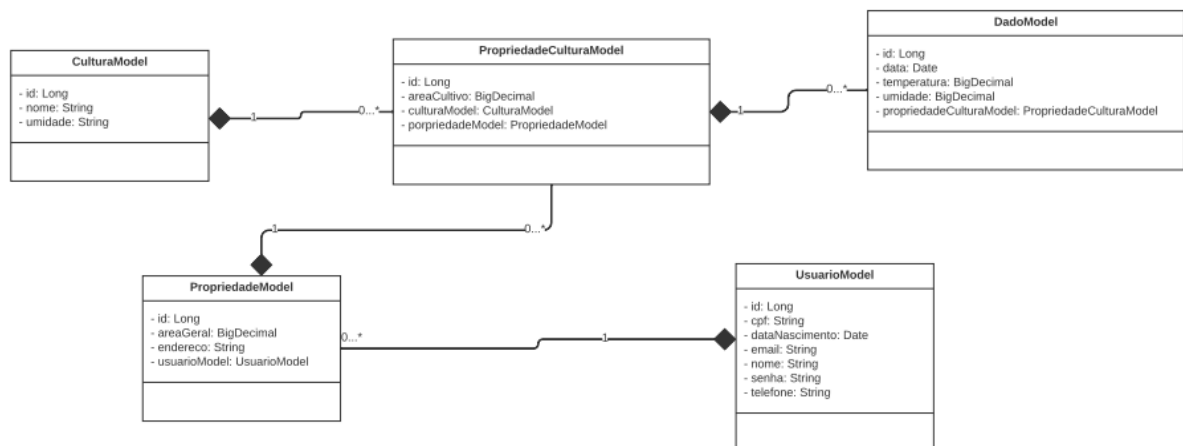 CulturaModel
- id: Long
- nome: String
- umidade: String
1
0...*
PropriedadeCulturaModel
- id: Long
- areaCultivo: BigDecimal
- culturaModel: CulturaModel
- porpriedadeModel: PropriedadeModel
1
0...*
DadoModel
- id: Long
- data: Date
- temperatura: BigDecimal
- umidade: BigDecimal
- propriedadeCulturaModel: PropriedadeCulturaModel
1
0...*
PropriedadeModel
- id: Long
- areaGeral: BigDecimal
- endereco: String
- usuarioModel: UsuarioModel
0...*
1
UsuarioModel
- id: Long
- cpf: String
- dataNascimento: Date
- email: String
- nome: String
- senha: String
- telefone: String